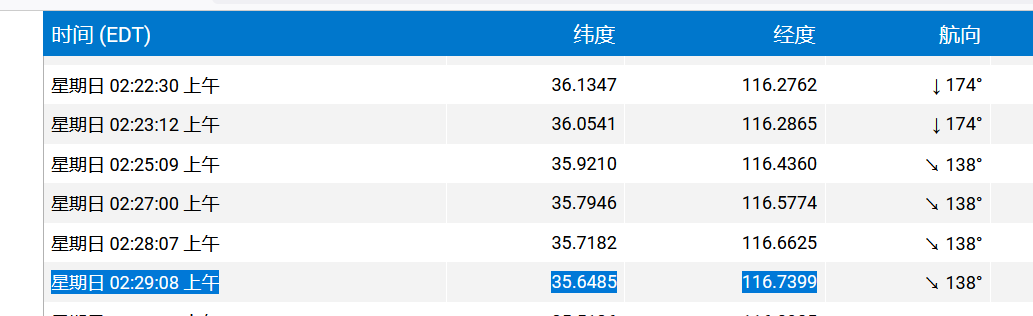 时间 (EDT) 纬度 经度 航向
星期日 02:22:30 上午 36.1347 116.2762 ↓ 174°
星期日 02:23:12 上午 36.0541 116.2865 ↓ 174°
星期日 02:25:09 上午 35.9210 116.4360 ↘ 138°
星期日 02:27:00 上午 35.7946 116.5774 ↘ 138°
星期日 02:28:07 上午 35.7182 116.6625 ↘ 138°
星期日 02:29:08 上午 35.6485 116.7399 ↘ 138°